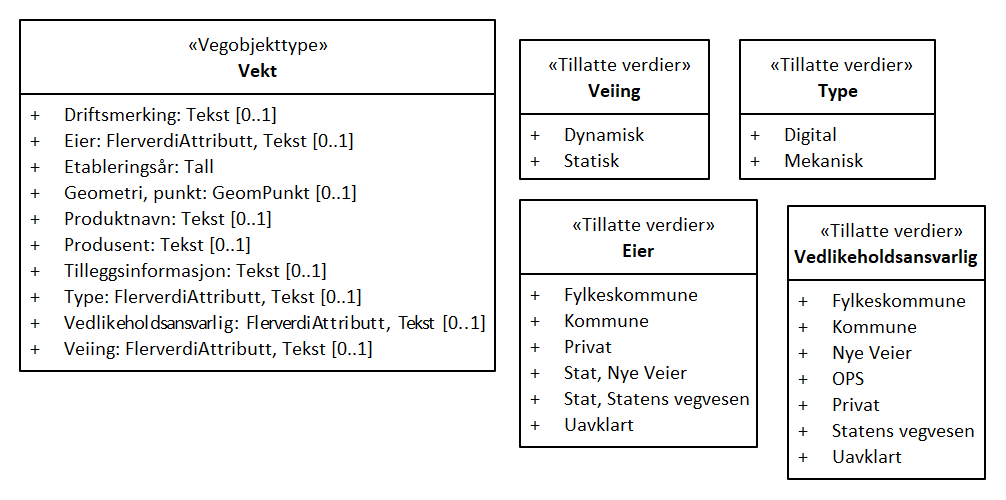 «Vegobjekttype»
Vekt
+ Driftsmerking: Tekst [0..1]
+ Eier: FlerverdiAttributt, Tekst [0..1]
+ Etableringsår: Tall
+ Geometri, punkt: GeomPunkt [0..1]
+ Produktnavn: Tekst [0..1]
+ Produsent: Tekst [0..1]
+ Tilleggsinformasjon: Tekst [0..1]
+ Type: FlerverdiAttributt, Tekst [0..1]
+ Vedlikeholdsansvarlig: FlerverdiAttributt, Tekst [0..1]
+ Veiing: FlerverdiAttributt, Tekst [0..1]
«Tillatte verdier»
Veiing
+ Dynamisk
+ Statisk
«Tillatte verdier»
Type
+ Digital
+ Mekanisk
«Tillatte verdier»
Eier
+ Fylkeskommune
+ Kommune
+ Privat
+ Stat, Nye Veier
+ Stat, Statens vegvesen
+ Uavklart
«Tillatte verdier»
Vedlikeholdsansvarlig
+ Fylkeskommune
+ Kommune
+ Nye Veier
+ OPS
+ Privat
+ Statens vegvesen
+ Uavklart